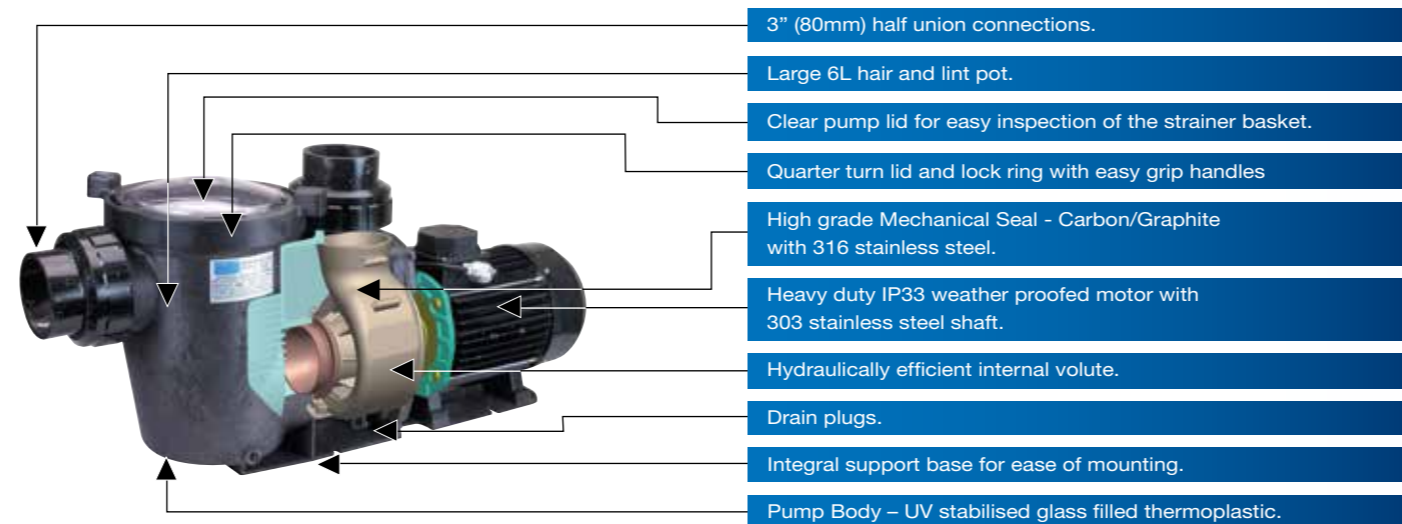 3” (80mm) half union connections.
Large 6L hair and lint pot.
Clear pump lid for easy inspection of the strainer basket.
Quarter turn lid and lock ring with easy grip handles
High grade Mechanical Seal - Carbon/Graphite
with 316 stainless steel.
Heavy duty IP33 weather proofed motor with
303 stainless steel shaft.
Hydraulically efficient internal volute.
Drain plugs.
Integral support base for ease of mounting.
Pump Body – UV stabilised glass filled thermoplastic.